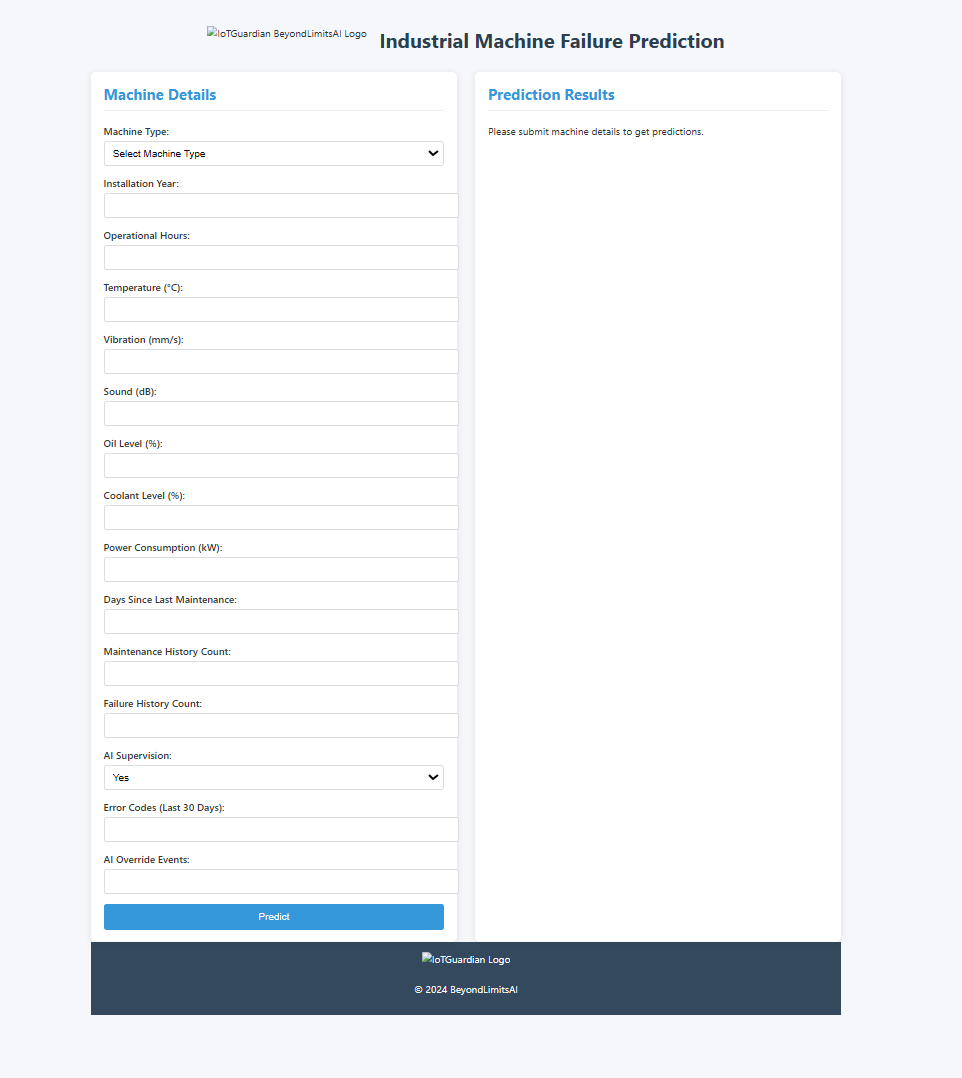 IoTGuardian BeyondLimitsAI Logo
Industrial Machine Failure Prediction
Machine Details
Machine Type:
Select Machine Type
Installation Year:
Operational Hours:
Temperature (°C):
Vibration (mm/s):
Sound (dB):
Oil Level (%):
Coolant Level (%):
Power Consumption (kW):
Days Since Last Maintenance:
Maintenance History Count:
Failure History Count:
AI Supervision:
Yes
Error Codes (Last 30 Days):
AI Override Events:
Predict
Prediction Results
Please submit machine details to get predictions.
IoTGuardian Logo
© 2024 BeyondLimitsAI